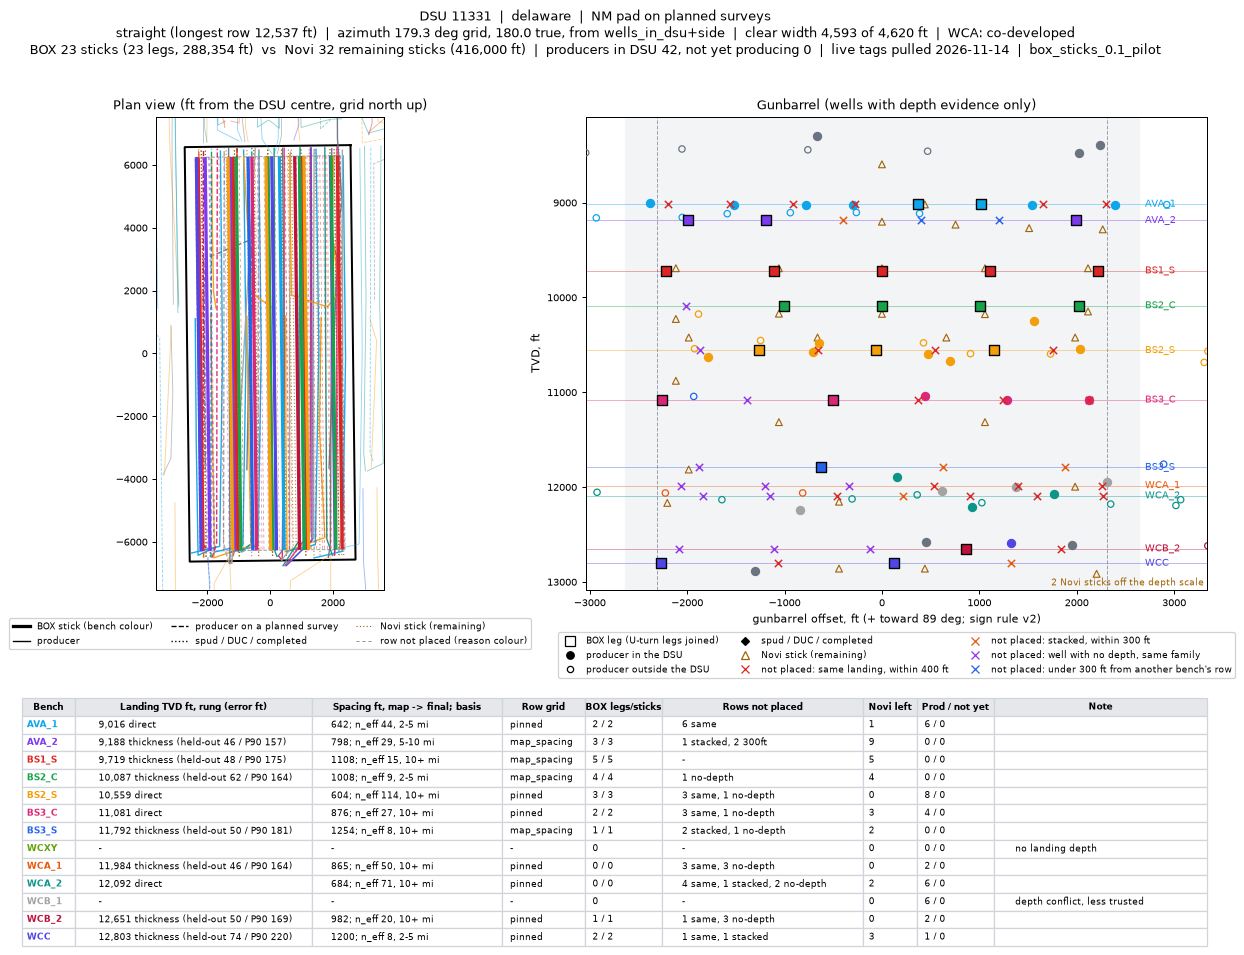 DSU 11331 | delaware | NM pad on planned surveys
straight (longest row 12,537 ft) | azimuth 179.3 deg grid, 180.0 true, from wells_in_dsu+side | clear width 4,593 of 4,620 ft | WCA: co-developed
BOX 23 sticks (23 legs, 288,354 ft) vs Novi 32 remaining sticks (416,000 ft) | producers in DSU 42, not yet producing 0 | live tags pulled 2026-11-14 | box_sticks_0.1_pilot
Plan view (ft from the DSU centre, grid north up)
6000
4000
2000
0
−2000
−4000
−6000
−2000 0 2000
BOX stick (bench colour)
producer
producer on a planned survey
spud / DUC / completed
Novi stick (remaining)
row not placed (reason colour)
Gunbarrel (wells with depth evidence only)
TVD, ft
9000
10000
11000
12000
13000
AVA_1
AVA_2
BS1_S
BS2_C
BS2_S
BS3_C
BS3_S
WCA_1
WCA_2
WCB_2
WCC
2 Novi sticks off the depth scale
−3000 −2000 −1000 0 1000 2000 3000
gunbarrel offset, ft (+ toward 89 deg; sign rule v2)
BOX leg (U-turn legs joined)
producer in the DSU
producer outside the DSU
spud / DUC / completed
Novi stick (remaining)
not placed: same landing, within 400 ft
not placed: stacked, within 300 ft
not placed: well with no depth, same family
not placed: under 300 ft from another bench's row
Bench Landing TVD ft, rung (error ft) Spacing ft, map -> final; basis Row grid BOX legs/sticks Rows not placed Novi left Prod / not yet Note
AVA_1 9,016 direct 642; n_eff 44, 2-5 mi pinned 2 / 2 6 same 1 6 / 0
AVA_2 9,188 thickness (held-out 46 / P90 157) 798; n_eff 29, 5-10 mi map_spacing 3 / 3 1 stacked, 2 300ft 9 0 / 0
BS1_S 9,719 thickness (held-out 48 / P90 175) 1108; n_eff 15, 10+ mi map_spacing 5 / 5 - 5 0 / 0
BS2_C 10,087 thickness (held-out 62 / P90 164) 1008; n_eff 9, 2-5 mi map_spacing 4 / 4 1 no-depth 4 0 / 0
BS2_S 10,559 direct 604; n_eff 114, 10+ mi pinned 3 / 3 3 same, 1 no-depth 0 8 / 0
BS3_C 11,081 direct 876; n_eff 27, 10+ mi pinned 2 / 2 3 same, 1 no-depth 3 4 / 0
BS3_S 11,792 thickness (held-out 50 / P90 181) 1254; n_eff 8, 10+ mi map_spacing 1 / 1 2 stacked, 1 no-depth 2 0 / 0
WCXY - - - 0 - 0 0 / 0 no landing depth
WCA_1 11,984 thickness (held-out 46 / P90 164) 865; n_eff 50, 10+ mi pinned 0 / 0 3 same, 3 no-depth 0 2 / 0
WCA_2 12,092 direct 684; n_eff 71, 10+ mi pinned 0 / 0 4 same, 1 stacked, 2 no-depth 2 6 / 0
WCB_1 - - - 0 - 0 6 / 0 depth conflict, less trusted
WCB_2 12,651 thickness (held-out 50 / P90 169) 982; n_eff 20, 10+ mi pinned 1 / 1 1 same, 3 no-depth 0 2 / 0
WCC 12,803 thickness (held-out 74 / P90 220) 1200; n_eff 8, 2-5 mi pinned 2 / 2 1 same, 1 stacked 3 1 / 0